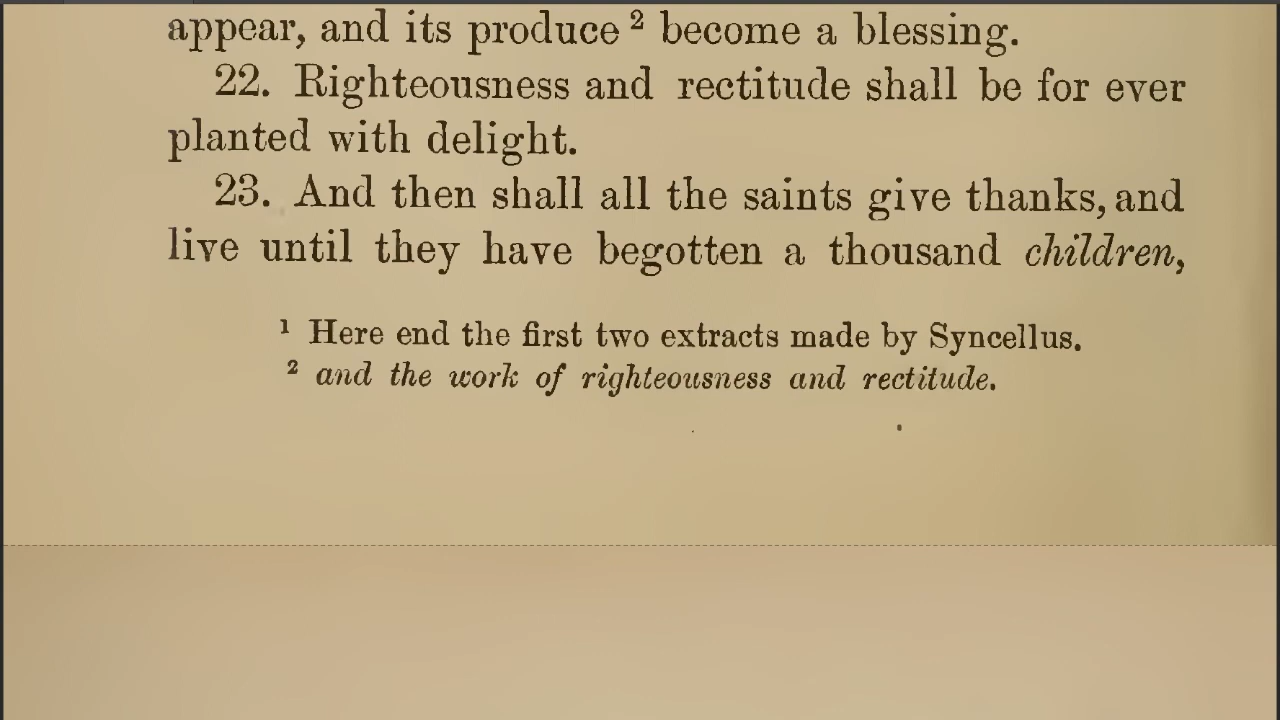 appear, and its produce ² become a blessing.
22. Righteousness and rectitude shall be for ever
planted with delight.
23. And then shall all the saints give thanks, and
live until they have begotten a thousand children,
¹ Here end the first two extracts made by Syncellus.
² and the work of righteousness and rectitude.